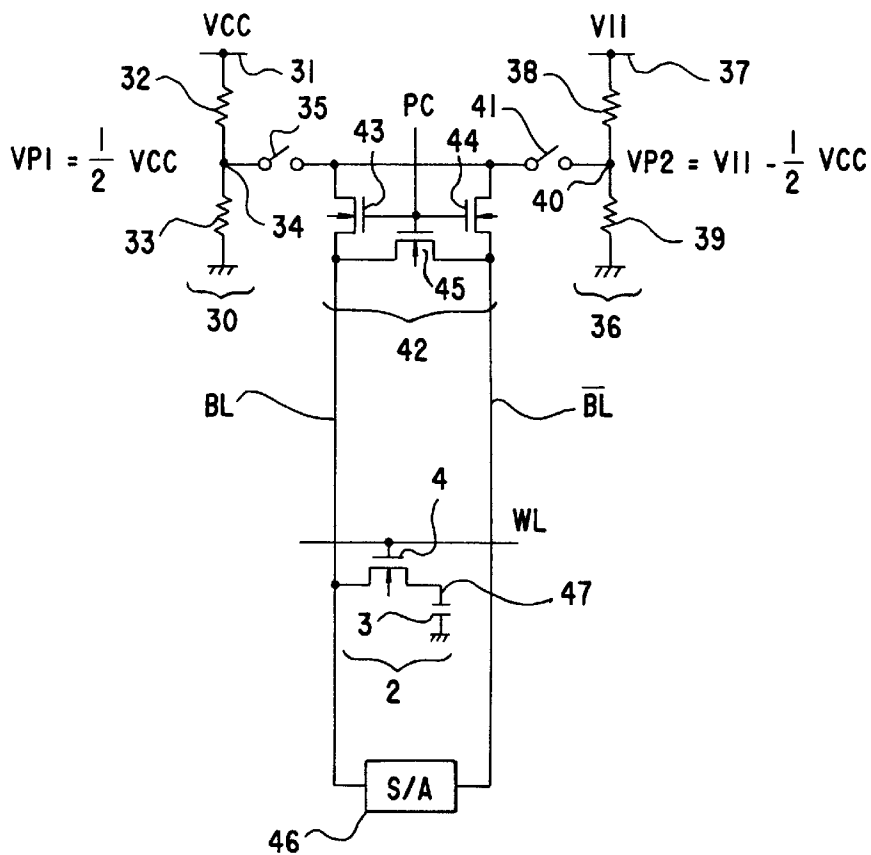 VCC
VII
31
32
37
38
PC
35
43
44
41
VP1 = 1/2 VCC
VP2 = VII - 1/2 VCC
34
40
33
39
45
30
42
36
BL
B̅L̅
4
WL
47
3
2
S/A
46